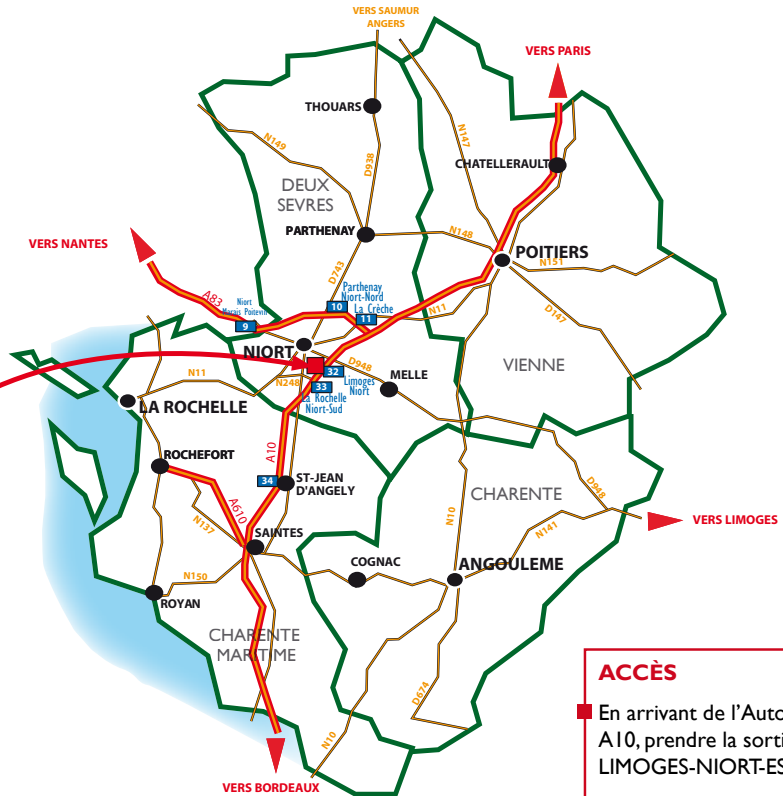 VERS SAUMUR
ANGERS
VERS PARIS
THOUARS
N147
N149
D938
CHATELLERAULT
DEUX
SEVRES
PARTHENAY
N148
VERS NANTES
POITIERS
N151
D743
A83
Parthenay
Niort-Nord
La Crèche
Niort
Marais Poitevin
10
11
9
N11
D147
NIORT
VIENNE
D948
MELLE
N11
N248
32
33
Limoges
Niort
La Rochelle
Niort-Sud
LA ROCHELLE
A10
ROCHEFORT
34
ST-JEAN
D'ANGELY
CHARENTE
D948
A610
N137
N10
N141
VERS LIMOGES
SAINTES
COGNAC
ANGOULEME
N150
ROYAN
CHARENTE
MARITIME
D674
N10
VERS BORDEAUX
ACCÈS
En arrivant de l'Auto
A10, prendre la sorti
LIMOGES-NIORT-ES